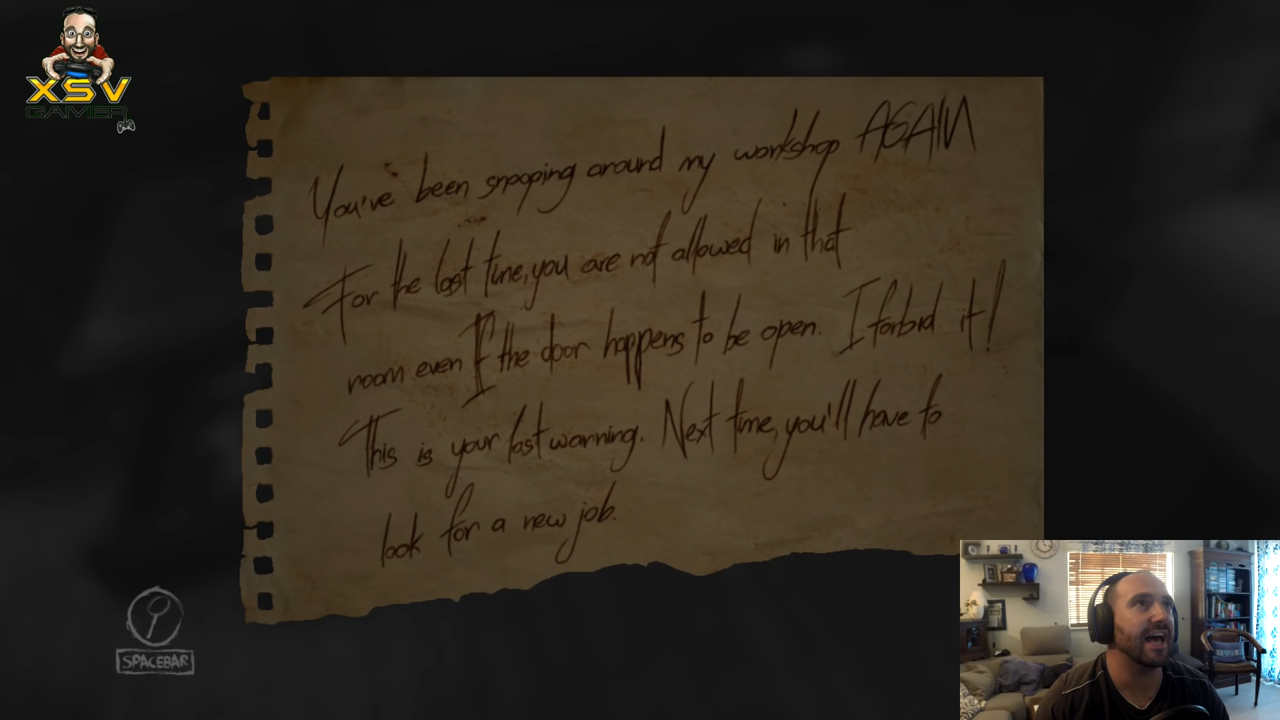 XSV
GAMER
You've been snooping around my workshop AGAIN
For the last time, you are not allowed in that
room even If the door happens to be open. I forbid it!
This is your last warning. Next time, you'll have to
look for a new job.
SPACEBAR